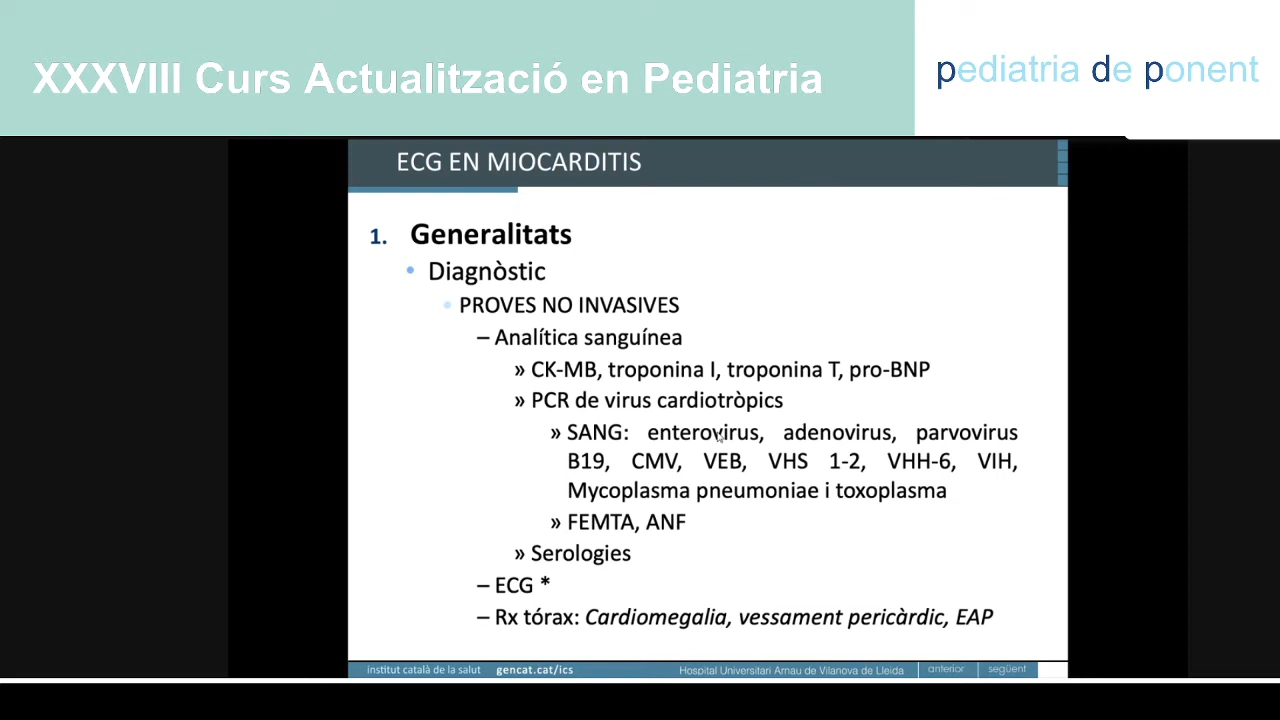 XXXVIII Curs Actualització en Pediatria
pediatria de ponent
ECG EN MIOCARDITIS
1. Generalitats
• Diagnòstic
• PROVES NO INVASIVES
– Analítica sanguínea
» CK-MB, troponina I, troponina T, pro-BNP
» PCR de virus cardiotròpics
» SANG: enterovirus, adenovirus, parvovirus
B19, CMV, VEB, VHS 1-2, VHH-6, VIH,
Mycoplasma pneumoniae i toxoplasma
» FEMTA, ANF
» Serologies
– ECG *
– Rx tórax: Cardiomegalia, vessament pericàrdic, EAP
institut català de la salut gencat.cat/ics Hospital Universitari Arnau de Vilanova de Lleida anterior següent